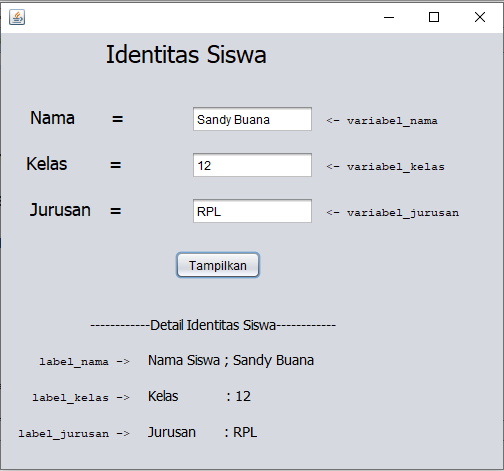 Identitas Siswa
Nama = Sandy Buana <- variabel_nama
Kelas = 12 <- variabel_kelas
Jurusan = RPL <- variabel_jurusan
Tampilkan
------------Detail Identitas Siswa------------
label_nama -> Nama Siswa ; Sandy Buana
label_kelas -> Kelas : 12
label_jurusan -> Jurusan : RPL